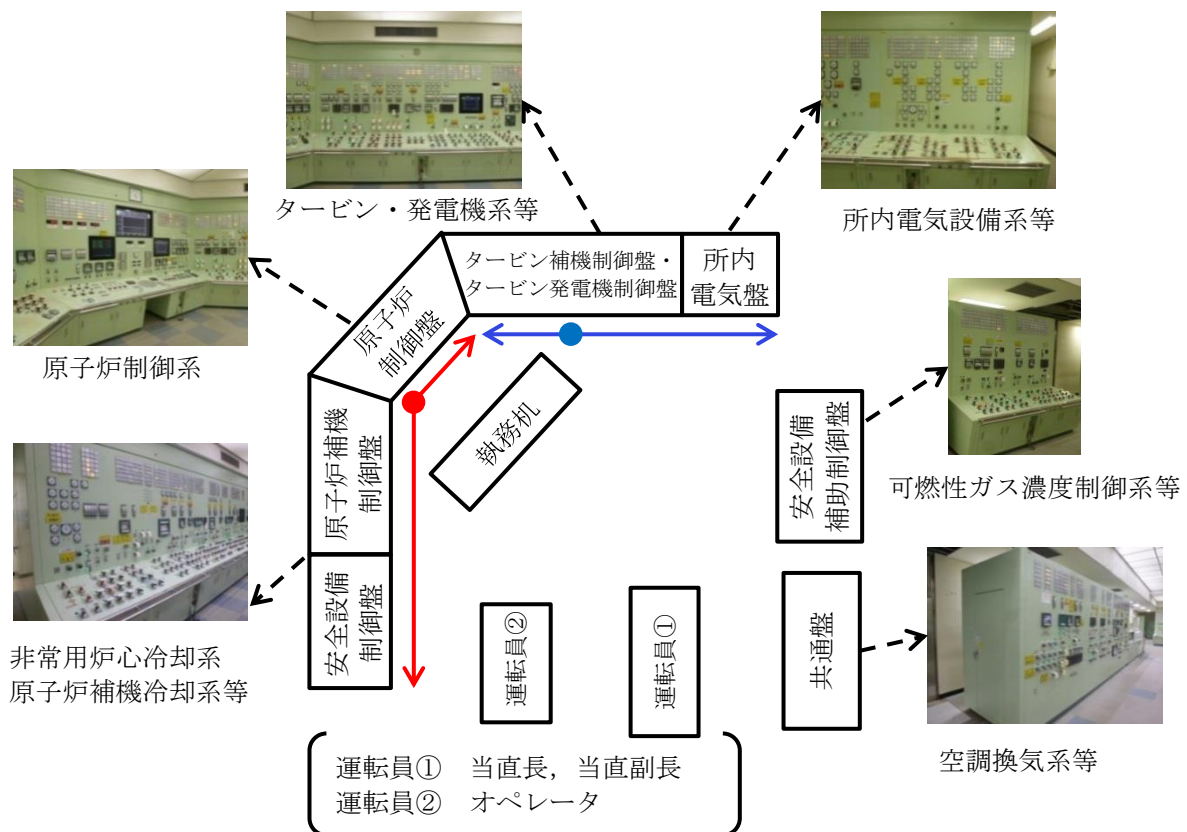 タービン・発電機系等
所内電気設備系等
タービン補機制御盤・
タービン発電機制御盤
所内
電気盤
原子炉
制御盤
原子炉制御系
執務机
原子炉補機
制御盤
安全設備
補助制御盤
可燃性ガス濃度制御系等
安全設備
制御盤
非常用炉心冷却系
原子炉補機冷却系等
運転員②
運転員①
共通盤
空調換気系等
運転員① 当直長，当直副長
運転員② オペレータ